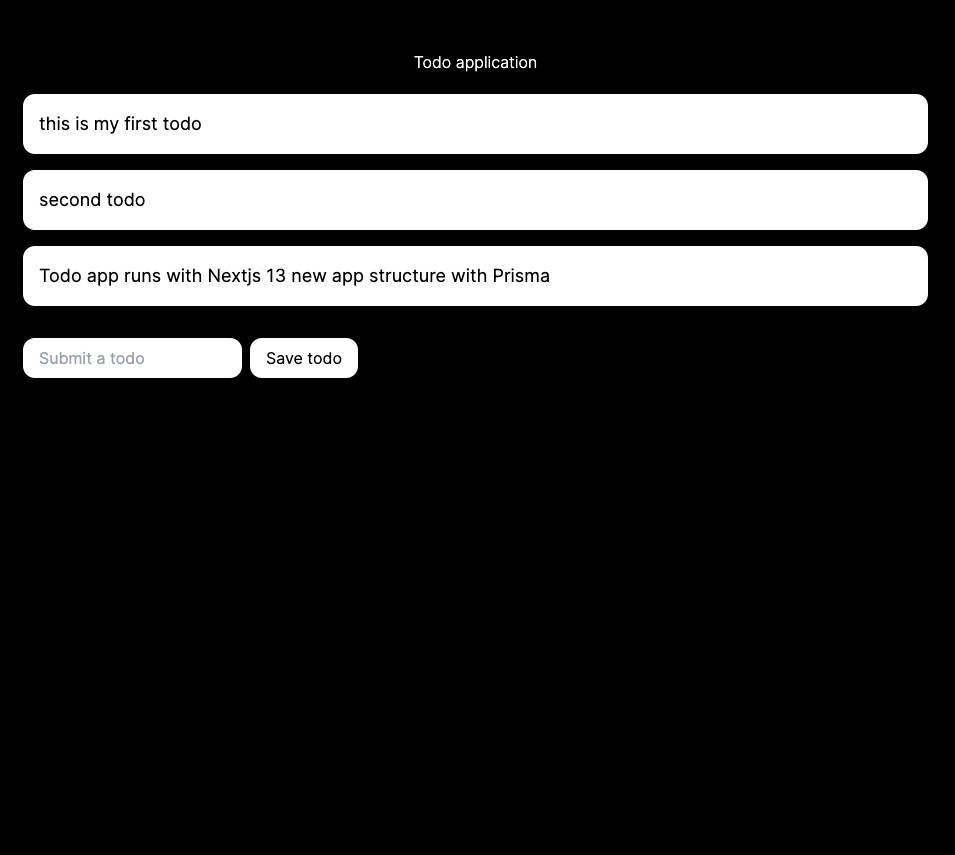 Todo application
this is my first todo
second todo
Todo app runs with Nextjs 13 new app structure with Prisma
Submit a todo
Save todo